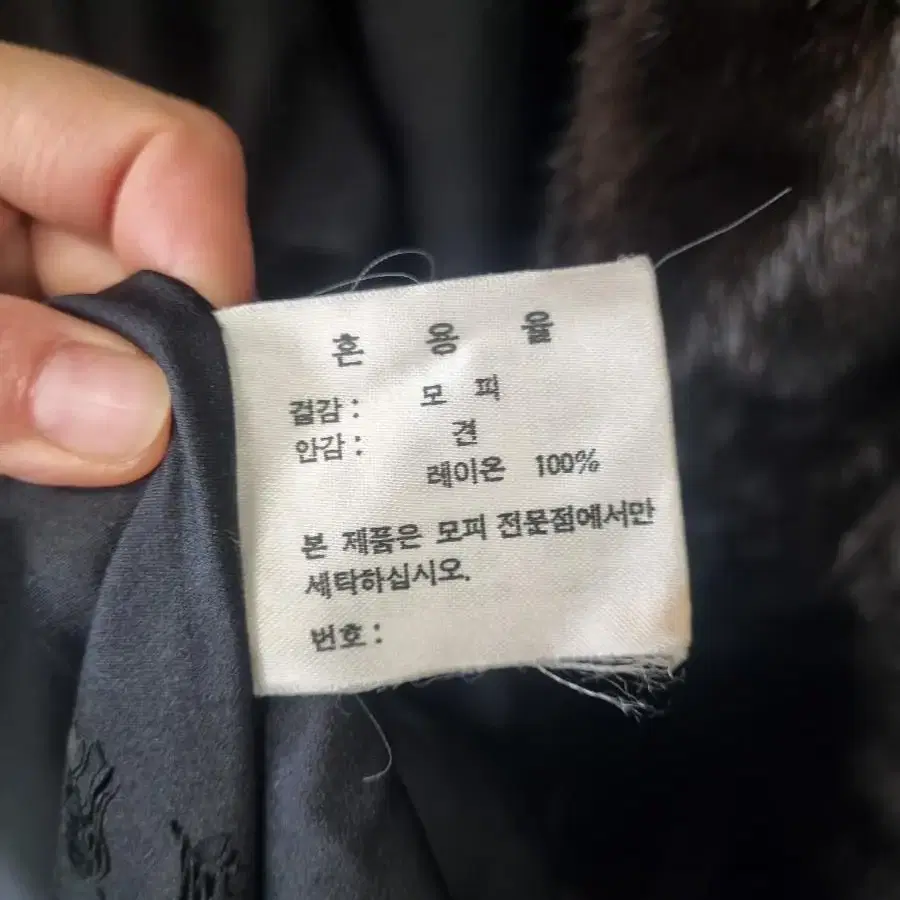 혼 용 율
겉감 : 모 피
안감 : 견
레이온 100%
본 제품은 모피 전문점에서만
세탁하십시오.
번호 :